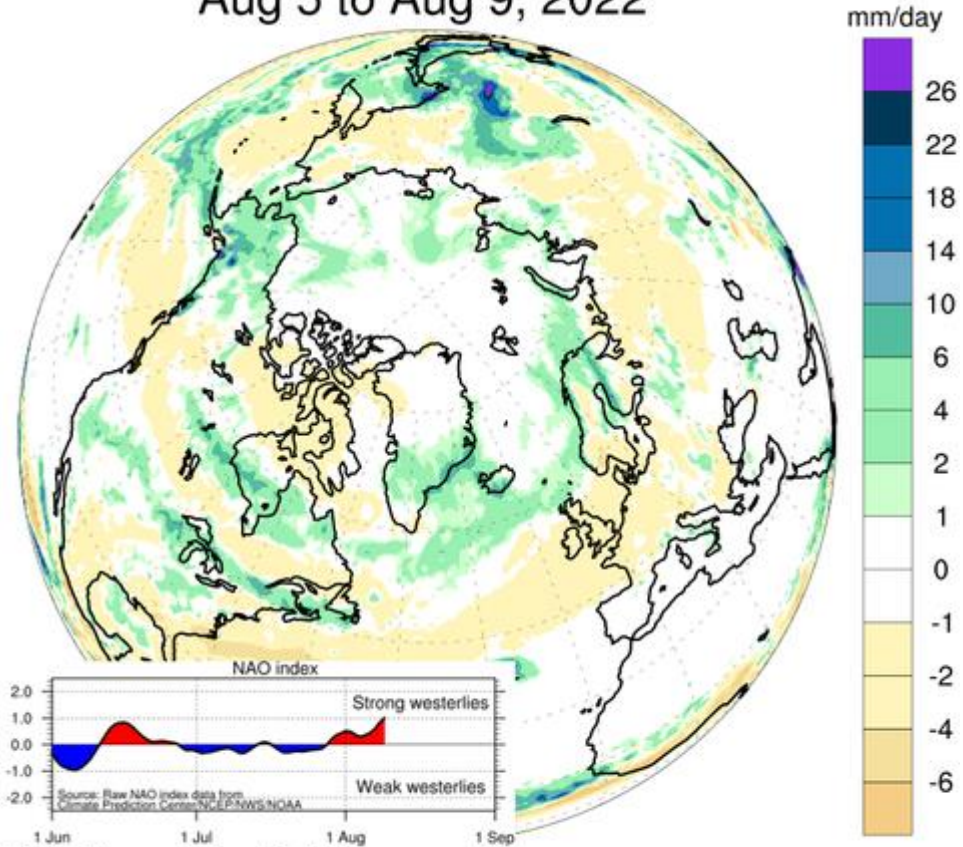 Aug 3 to Aug 9, 2022
mm/day
26
22
18
14
10
6
4
2
1
0
-1
-2
-4
-6
NAO index
2.0
1.0
0.0
-1.0
-2.0
Strong westerlies
Weak westerlies
Source: Raw NAO index data from
Climate Prediction Center/NCEP/NWS/NOAA
1 Jun
1 Jul
1 Aug
1 Sep